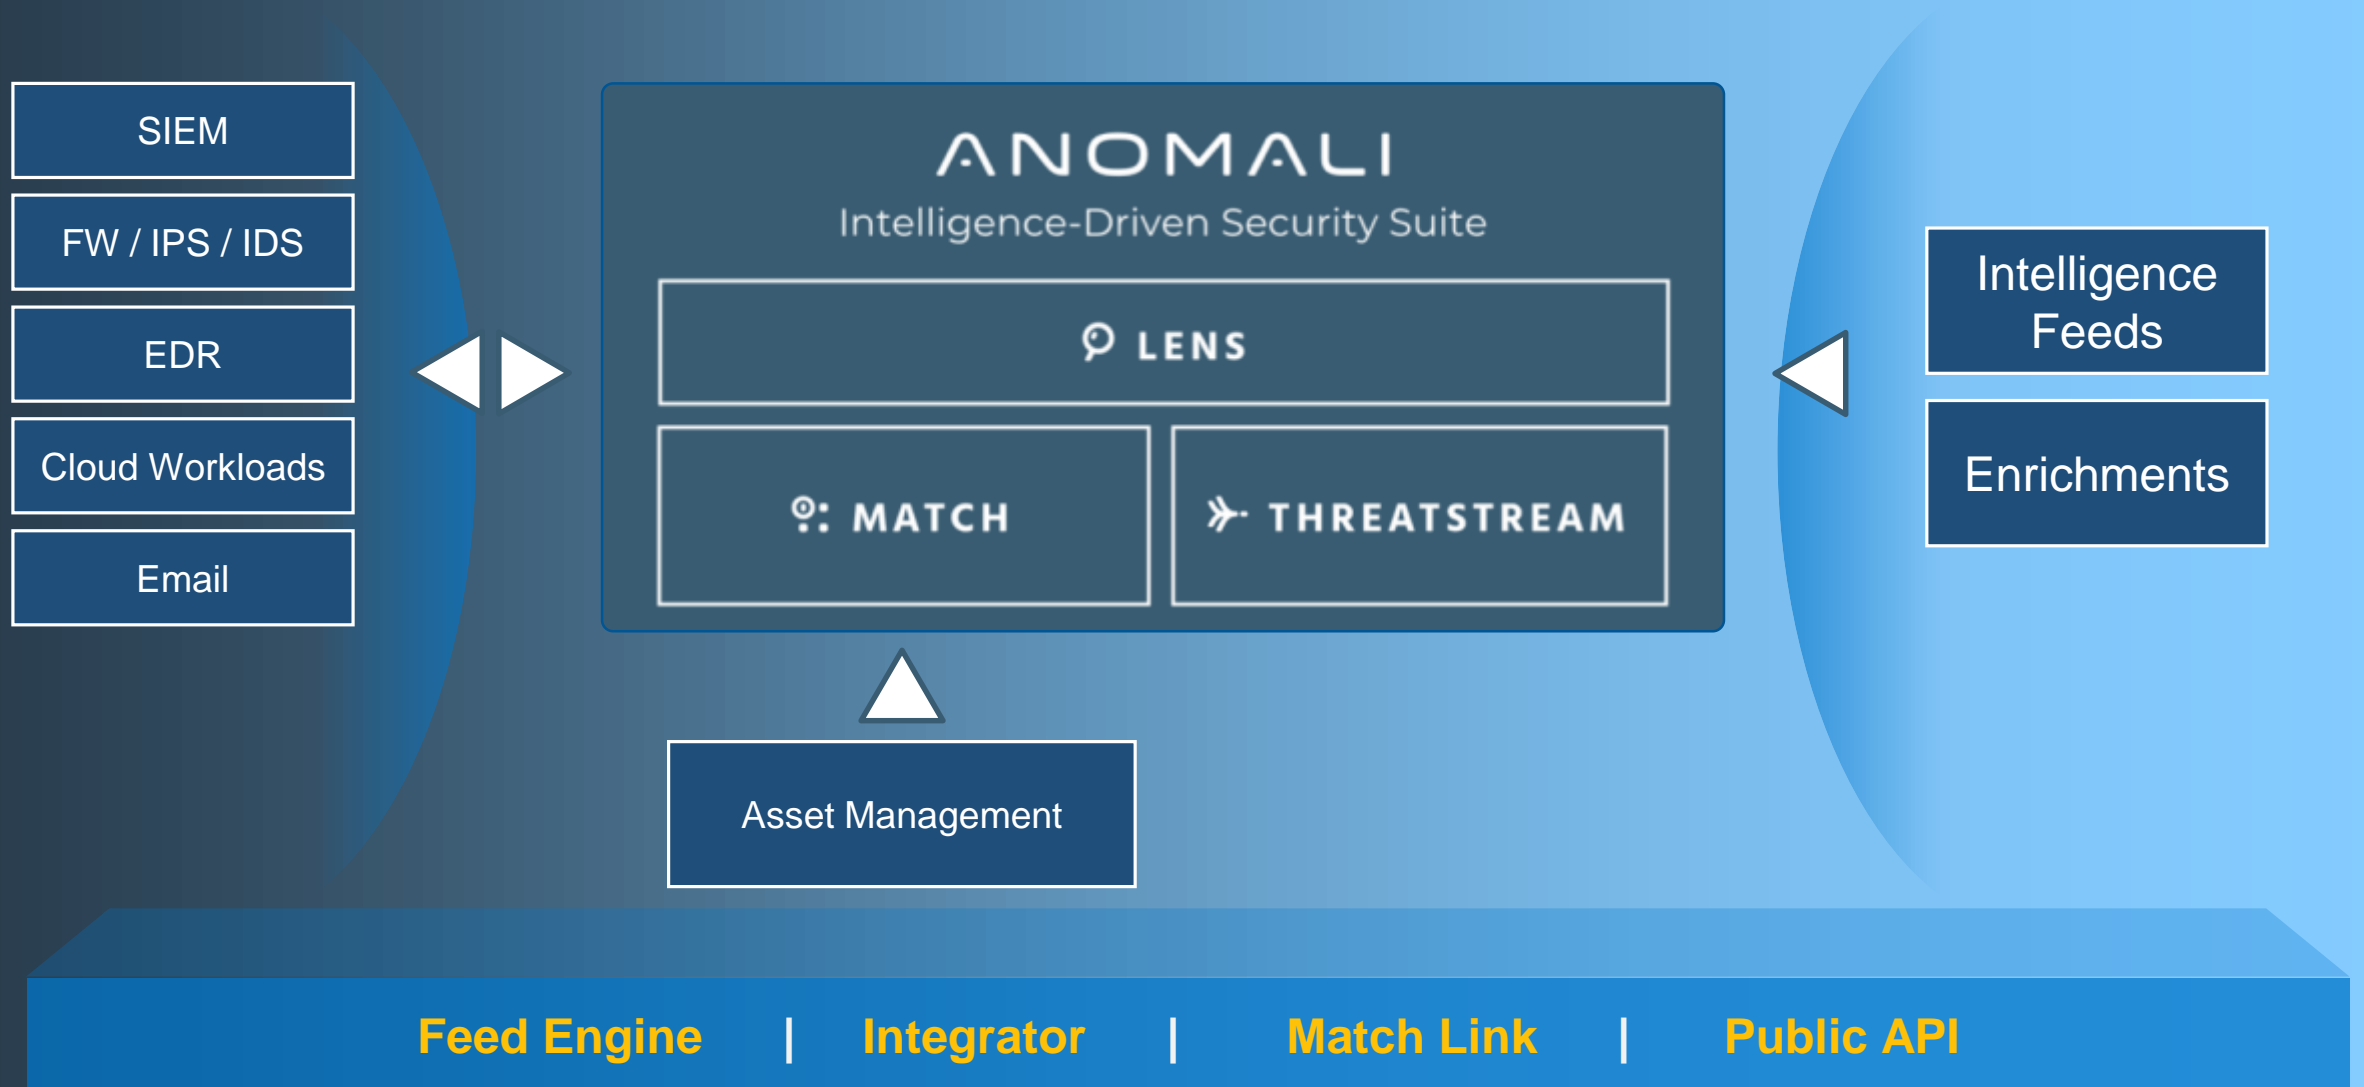 SIEM
FW / IPS / IDS
EDR
Cloud Workloads
Email
ANOMALI
Intelligence-Driven Security Suite
LENS
MATCH
THREATSTREAM
Intelligence
Feeds
Enrichments
Asset Management
Feed Engine | Integrator | Match Link | Public API